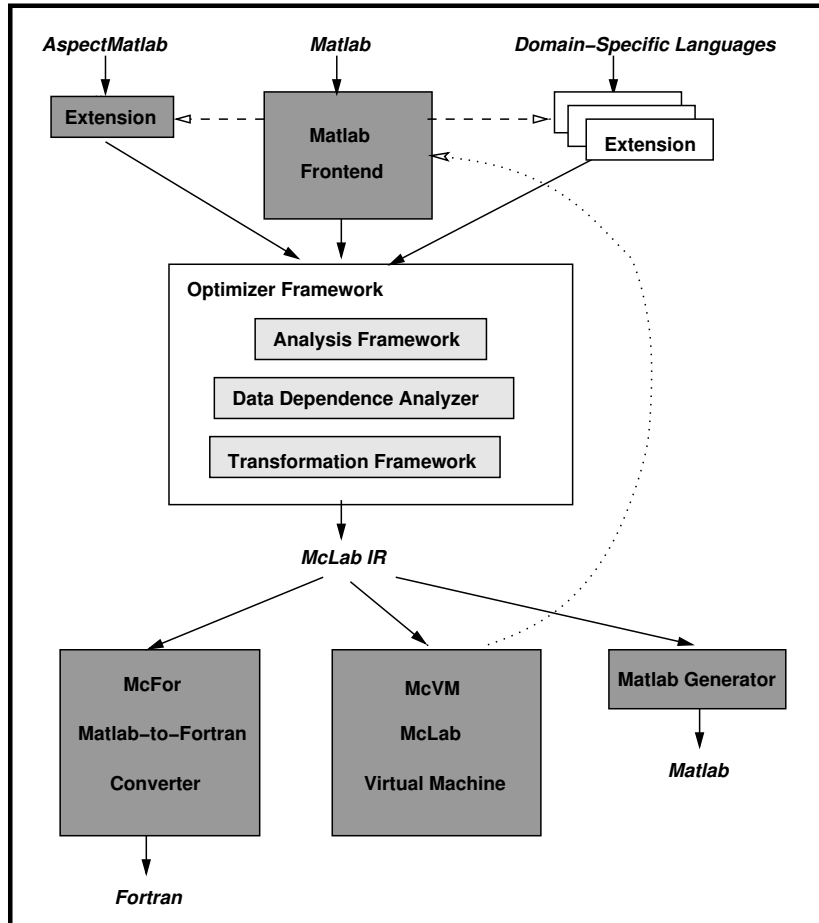 AspectMatlab
Matlab
Domain-Specific Languages
Extension
Matlab
Frontend
Extension
Optimizer Framework
Analysis Framework
Data Dependence Analyzer
Transformation Framework
McLab IR
McFor
Matlab-to-Fortran
Converter
McVM
McLab
Virtual Machine
Matlab Generator
Matlab
Fortran